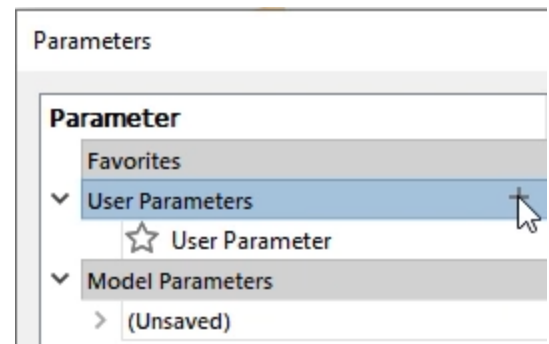 Parameters
Parameter
Favorites
User Parameters
User Parameter
Model Parameters
(Unsaved)